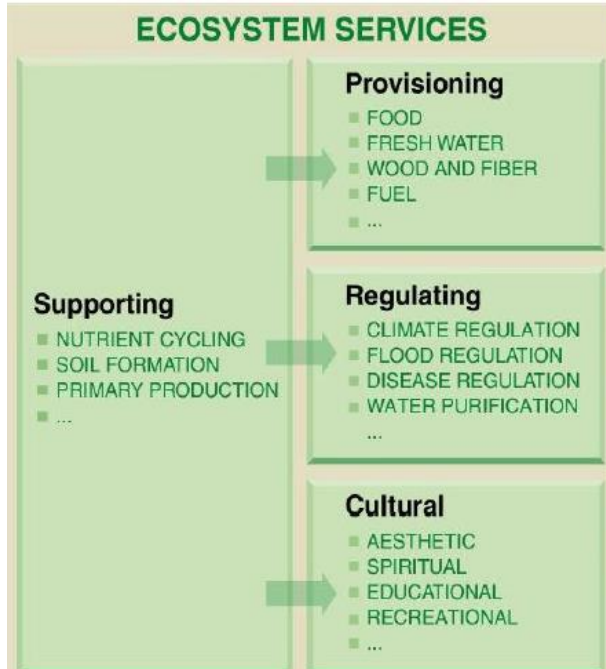 ECOSYSTEM SERVICES
Supporting
NUTRIENT CYCLING
SOIL FORMATION
PRIMARY PRODUCTION
...
Provisioning
FOOD
FRESH WATER
WOOD AND FIBER
FUEL
...
Regulating
CLIMATE REGULATION
FLOOD REGULATION
DISEASE REGULATION
WATER PURIFICATION
...
Cultural
AESTHETIC
SPIRITUAL
EDUCATIONAL
RECREATIONAL
...